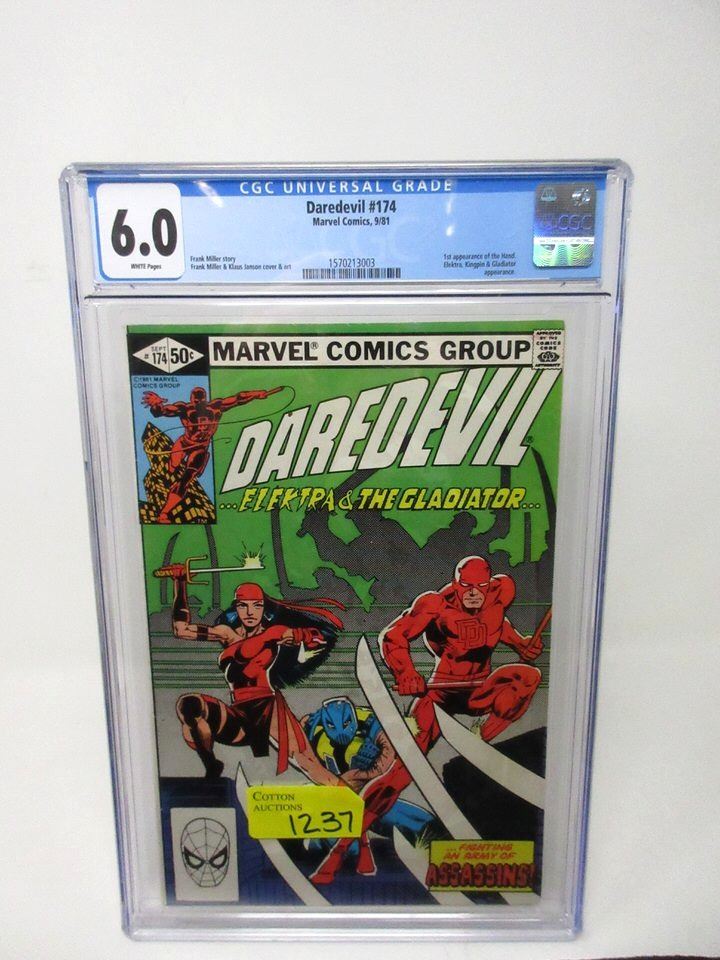 CGC UNIVERSAL GRADE
6.0
WHITE Pages
Daredevil #174
Marvel Comics, 9/81
Frank Miller story
Frank Miller & Klaus Janson cover & art
1570213003
1st appearance of the Hand.
Elektra, Kingpin & Gladiator
appearance.
CGC
SEPT
# 174
50¢
MARVEL® COMICS GROUP
APPROVED
BY THE
COMICS
CODE
AUTHORITY
©1981 MARVEL
COMICS GROUP
DAREDEVIL®
...ELEKTRA & THE GLADIATOR...
TM
DD
COTTON
AUCTIONS
1237
...FIGHTING
AN ARMY OF
ASSASSINS!